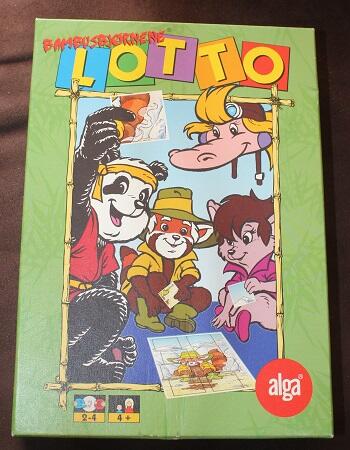 BAMBUSBJØRNENE
LOTTO
alga®
2-4
4+